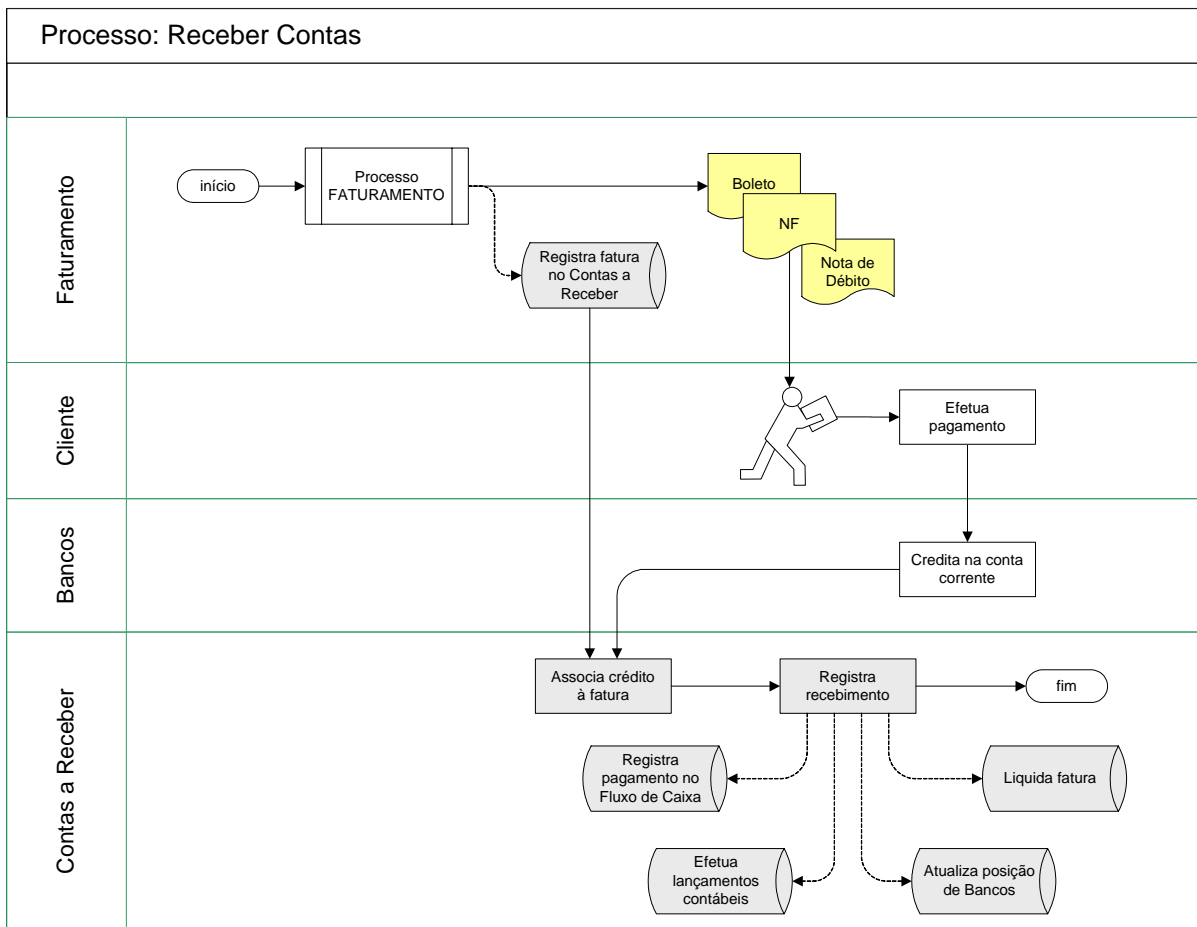 Processo: Receber Contas
Faturamento
início
Processo
FATURAMENTO
Boleto
NF
Nota de
Débito
Registra fatura
no Contas a
Receber
Cliente
Efetua
pagamento
Bancos
Credita na conta
corrente
Contas a Receber
Associa crédito
à fatura
Registra
recebimento
fim
Registra
pagamento no
Fluxo de Caixa
Liquida fatura
Efetua
lançamentos
contábeis
Atualiza posição
de Bancos